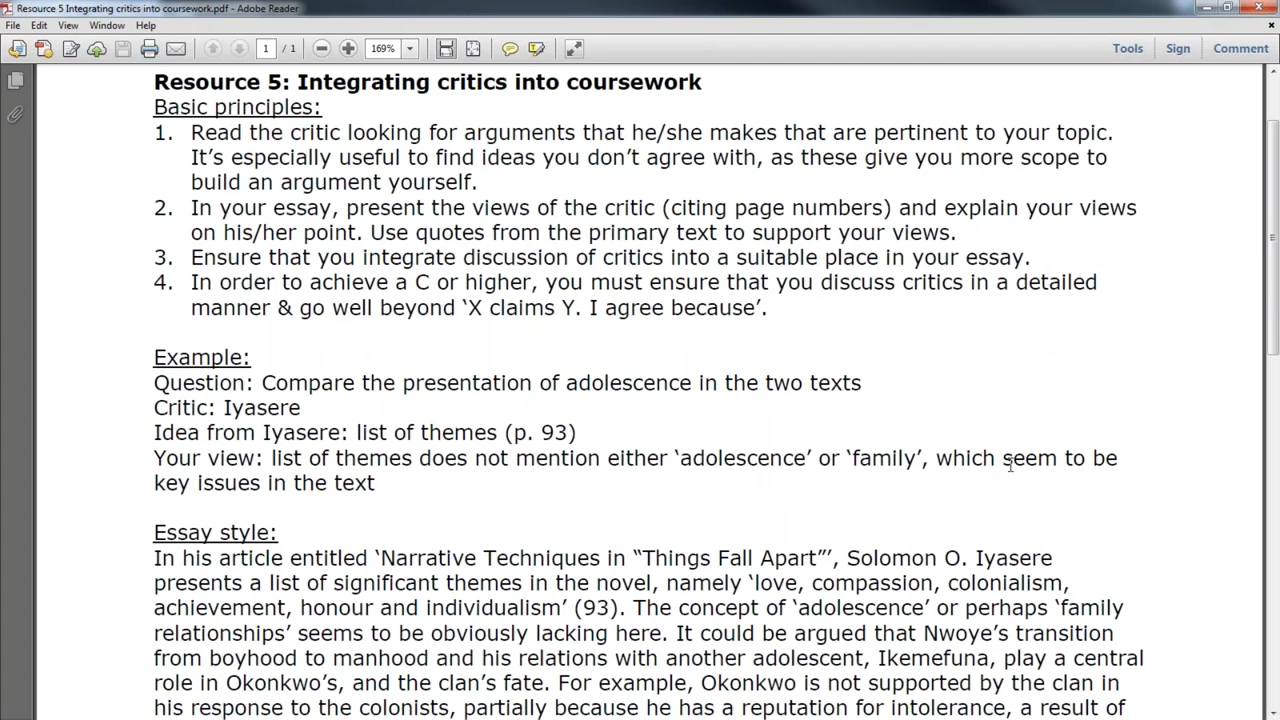 Resource 5 Integrating critics into coursework.pdf - Adobe Reader
File Edit View Window Help
1 / 1 169% Tools Sign Comment
Resource 5: Integrating critics into coursework
Basic principles:
1. Read the critic looking for arguments that he/she makes that are pertinent to your topic.
It’s especially useful to find ideas you don’t agree with, as these give you more scope to
build an argument yourself.
2. In your essay, present the views of the critic (citing page numbers) and explain your views
on his/her point. Use quotes from the primary text to support your views.
3. Ensure that you integrate discussion of critics into a suitable place in your essay.
4. In order to achieve a C or higher, you must ensure that you discuss critics in a detailed
manner & go well beyond ‘X claims Y. I agree because’.
Example:
Question: Compare the presentation of adolescence in the two texts
Critic: Iyasere
Idea from Iyasere: list of themes (p. 93)
Your view: list of themes does not mention either ‘adolescence’ or ‘family’, which seem to be
key issues in the text
Essay style:
In his article entitled ‘Narrative Techniques in “Things Fall Apart”’, Solomon O. Iyasere
presents a list of significant themes in the novel, namely ‘love, compassion, colonialism,
achievement, honour and individualism’ (93). The concept of ‘adolescence’ or perhaps ‘family
relationships’ seems to be obviously lacking here. It could be argued that Nwoye’s transition
from boyhood to manhood and his relations with another adolescent, Ikemefuna, play a central
role in Okonkwo’s, and the clan’s fate. For example, Okonkwo is not supported by the clan in
his response to the colonists, partially because he has a reputation for intolerance, a result of